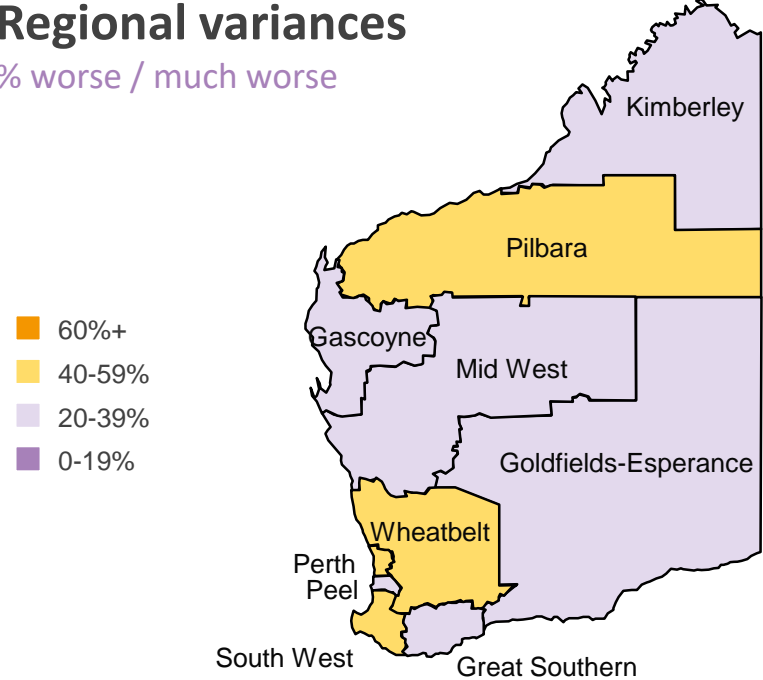 Regional variances
% worse / much worse
Kimberley
Pilbara
60%+
40-59%
20-39%
0-19%
Gascoyne
Mid West
Goldfields-Esperance
Wheatbelt
Perth
Peel
South West
Great Southern